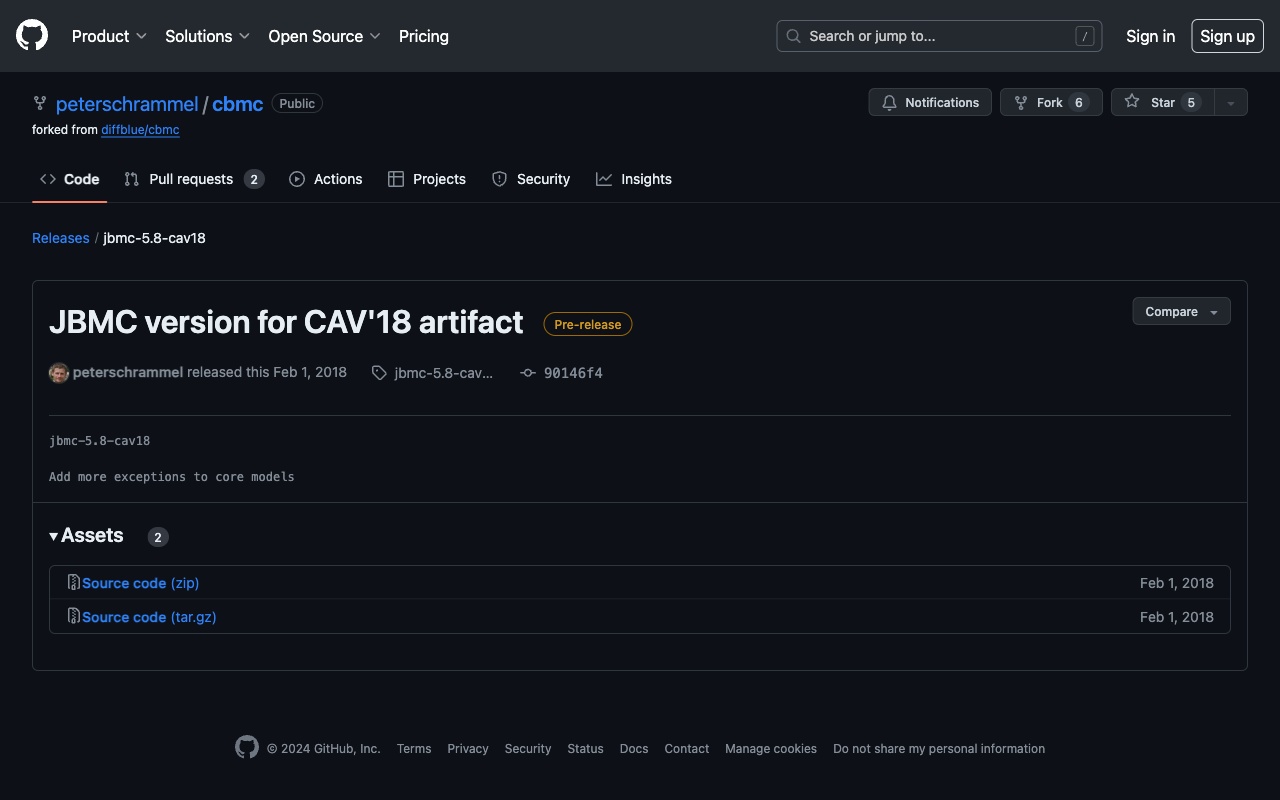 Product Solutions Open Source Pricing Search or jump to... / Sign in Sign up
peterschrammel / cbmc Public Notifications Fork 6 Star 5
forked from diffblue/cbmc
Code Pull requests 2 Actions Projects Security Insights
Releases / jbmc-5.8-cav18
JBMC version for CAV'18 artifact Pre-release Compare
peterschrammel released this Feb 1, 2018 jbmc-5.8-cav... 90146f4
jbmc-5.8-cav18
Add more exceptions to core models
Assets 2
Source code (zip) Feb 1, 2018
Source code (tar.gz) Feb 1, 2018
© 2024 GitHub, Inc. Terms Privacy Security Status Docs Contact Manage cookies Do not share my personal information